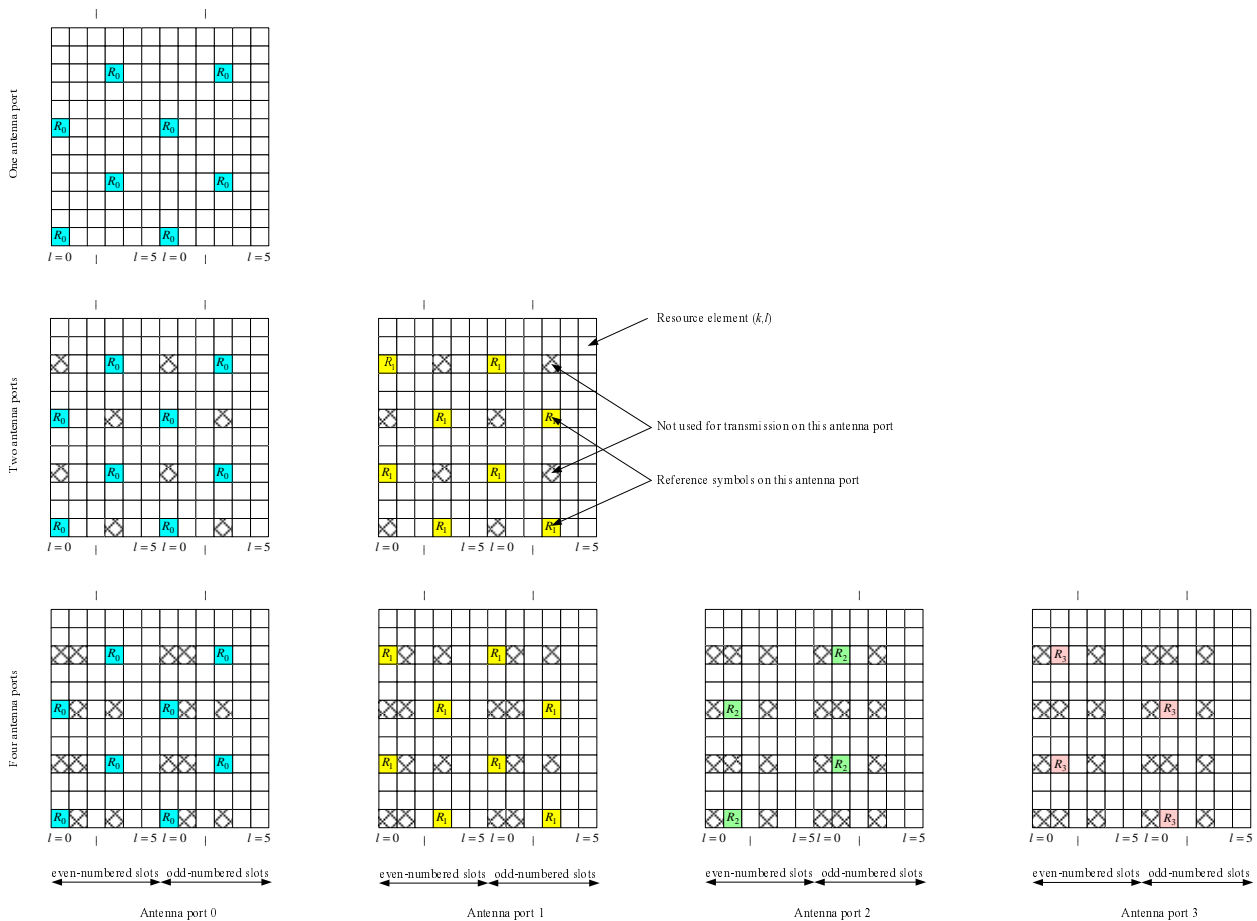 One antenna port
R0 R0
R0 R0
R0 R0
R0 R0
l = 0 l = 5 l = 0 l = 5
Two antenna ports
R0 R0
R0 R0
R0 R0
R0 R0
l = 0 l = 5 l = 0 l = 5
R1 R1
R1 R1
R1 R1
R1 R1
l = 0 l = 5 l = 0 l = 5
Resource element (k,l)
Not used for transmission on this antenna port
Reference symbols on this antenna port
Four antenna ports
R0 R0
R0 R0
R0 R0
R0 R0
l = 0 l = 5 l = 0 l = 5
even-numbered slots odd-numbered slots
Antenna port 0
R1 R1
R1 R1
R1 R1
R1 R1
l = 0 l = 5 l = 0 l = 5
even-numbered slots odd-numbered slots
Antenna port 1
R2
R2
R2
R2
l = 0 l = 5 l = 0 l = 5
even-numbered slots odd-numbered slots
Antenna port 2
R3
R3
R3
R3
l = 0 l = 5 l = 0 l = 5
even-numbered slots odd-numbered slots
Antenna port 3